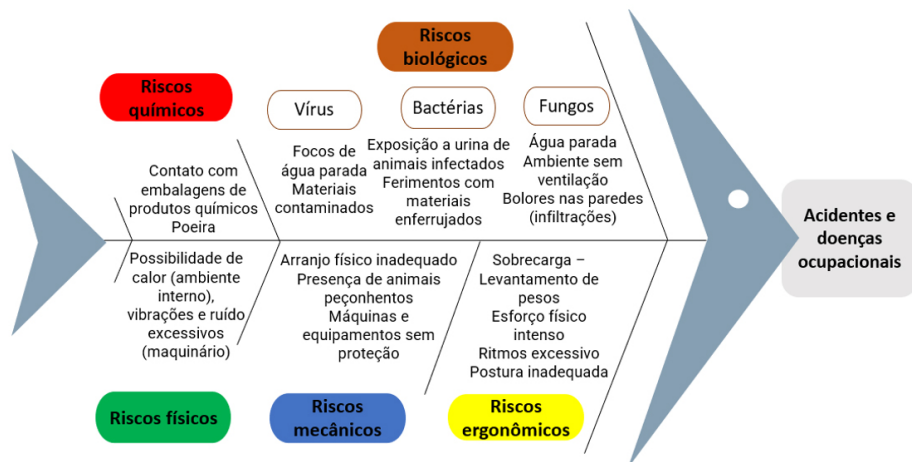 Riscos
biológicos
Riscos
químicos
Vírus
Bactérias
Fungos
Contato com
embalagens de
produtos químicos
Poeira
Focos de
água parada
Materiais
contaminados
Exposição a urina de
animais infectados
Ferimentos com
materiais
enferrujados
Água parada
Ambiente sem
ventilação
Bolores nas paredes
(infiltrações)
Acidentes e
doenças
ocupacionais
Possibilidade de
calor (ambiente
interno),
vibrações e ruído
excessivos
(maquinário)
Arranjo físico inadequado
Presença de animais
peçonhentos
Máquinas e
equipamentos sem
proteção
Sobrecarga –
Levantamento de
pesos
Esforço físico
intenso
Ritmos excessivo
Postura inadequada
Riscos físicos
Riscos
mecânicos
Riscos
ergonômicos